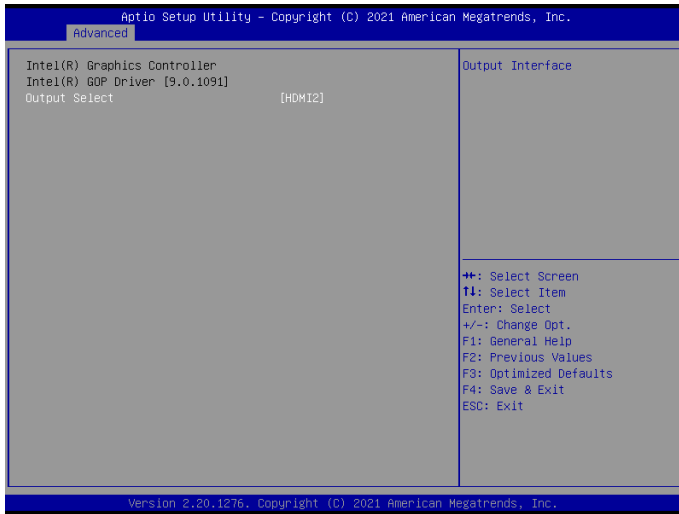 Aptio Setup Utility – Copyright (C) 2021 American Megatrends, Inc.
Advanced
Intel(R) Graphics Controller
Intel(R) GOP Driver [9.0.1091]
Output Select [HDMI2]
Output Interface
→←: Select Screen
↑↓: Select Item
Enter: Select
+/-: Change Opt.
F1: General Help
F2: Previous Values
F3: Optimized Defaults
F4: Save & Exit
ESC: Exit
Version 2.20.1276. Copyright (C) 2021 American Megatrends, Inc.